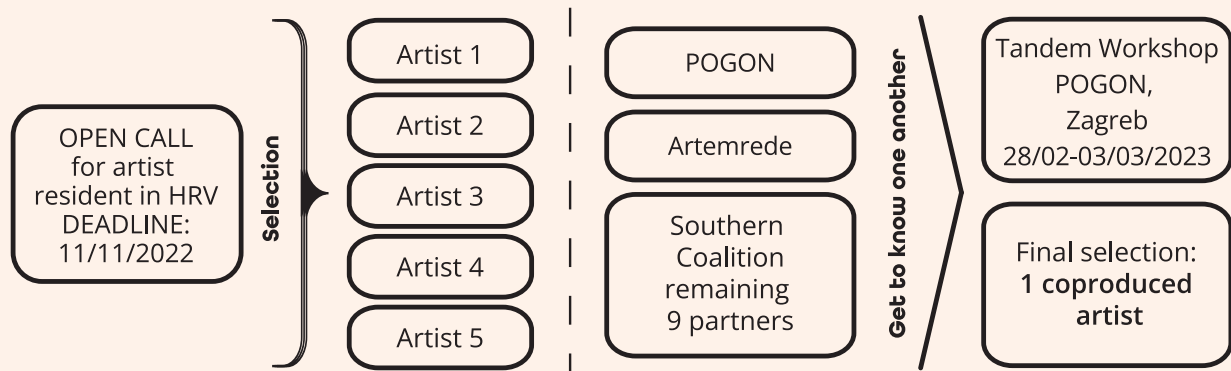 OPEN CALL
for artist
resident in HRV
DEADLINE:
11/11/2022
Selection
Artist 1
Artist 2
Artist 3
Artist 4
Artist 5
POGON
Artemrede
Southern
Coalition
remaining
9 partners
Get to know one another
Tandem Workshop
POGON,
Zagreb
28/02-03/03/2023
Final selection:
1 coproduced
artist